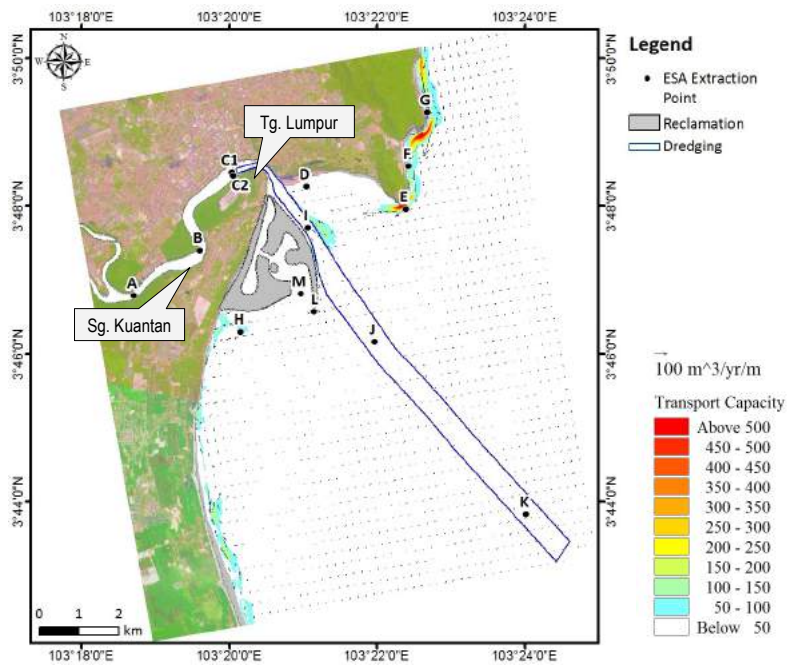 103°18'0"E 103°20'0"E 103°22'0"E 103°24'0"E
3°50'0"N 3°50'0"N
N
W E
S
Legend
ESA Extraction
Point
Reclamation
Dredging
G
Tg. Lumpur
C1
C2
D
F
E
3°48'0"N 3°48'0"N
I
B
A
M
L
Sg. Kuantan
H
J
3°46'0"N 3°46'0"N
100 m^3/yr/m
Transport Capacity
Above 500
450 - 500
400 - 450
350 - 400
300 - 350
250 - 300
200 - 250
150 - 200
100 - 150
50 - 100
Below 50
3°44'0"N 3°44'0"N
K
0 1 2
km
103°18'0"E 103°20'0"E 103°22'0"E 103°24'0"E